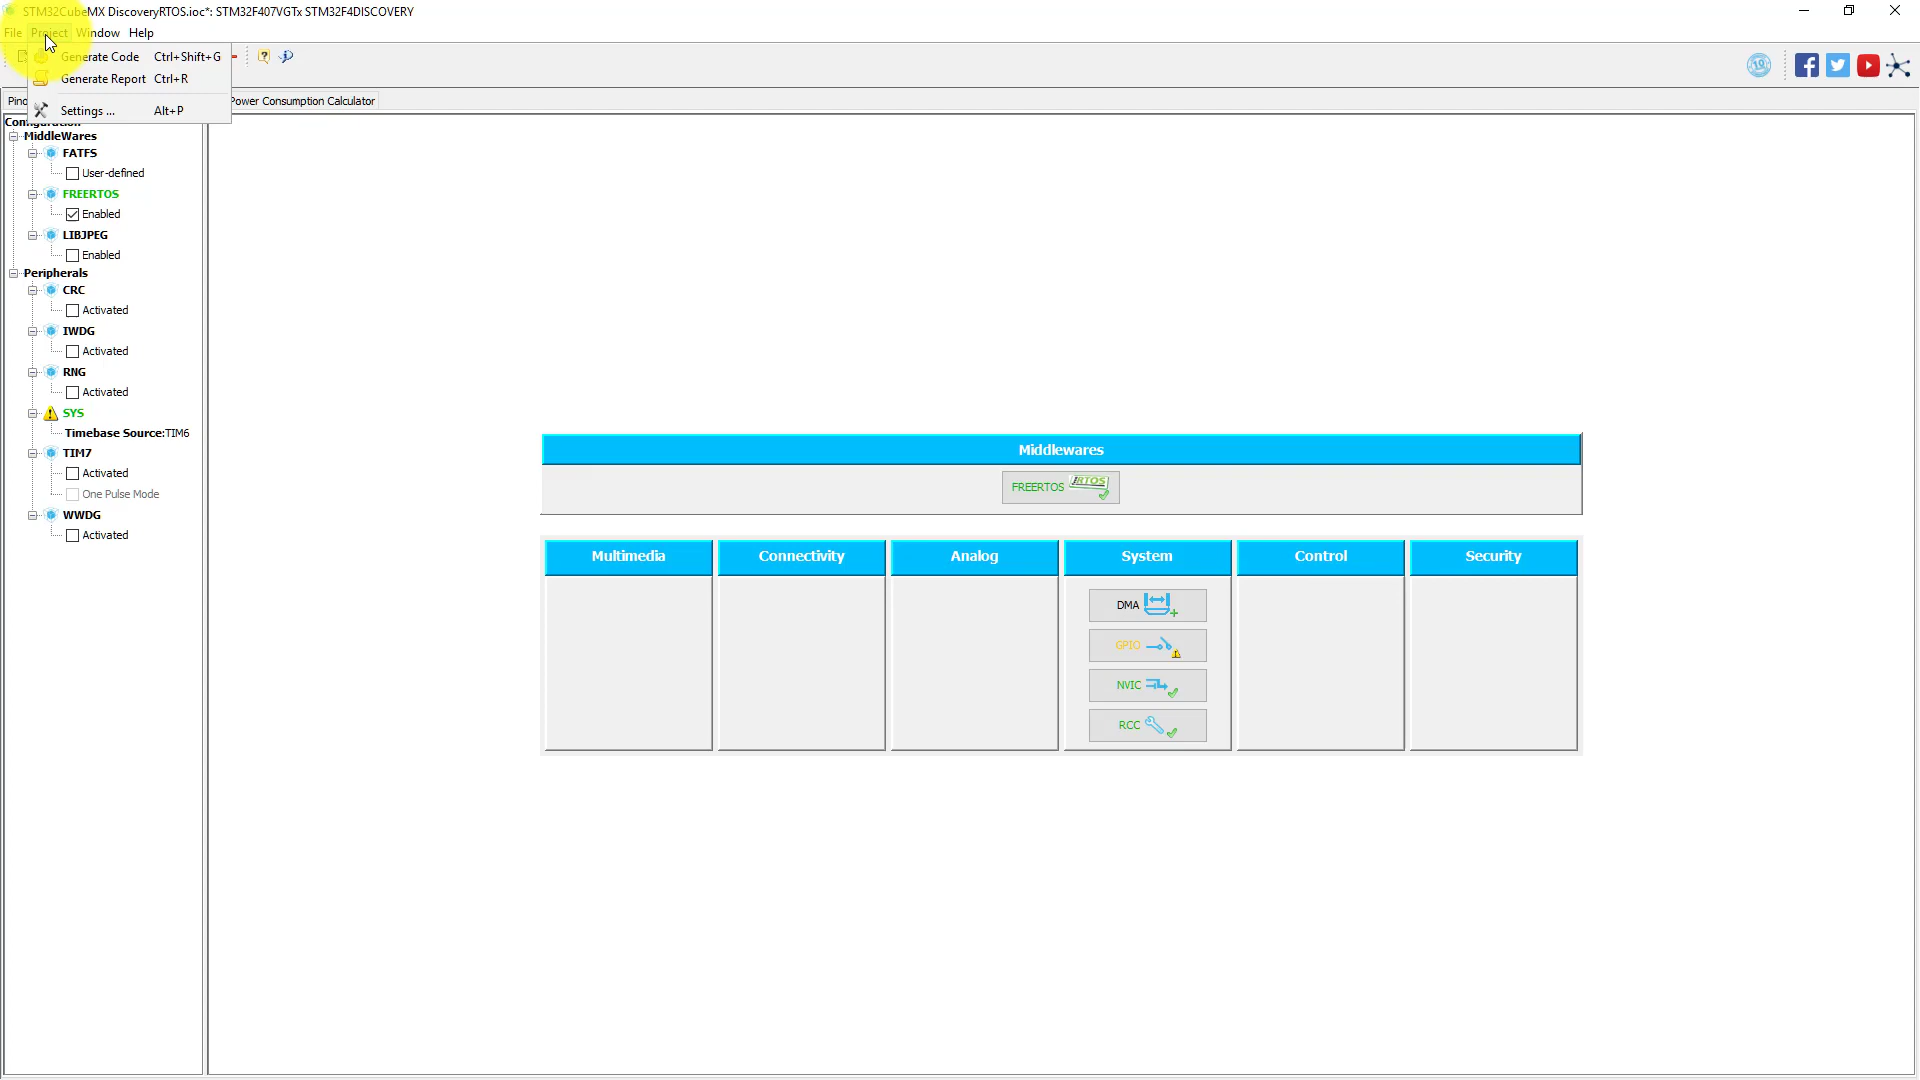 STM32CubeMX DiscoveryRTOS.ioc*: STM32F407VGTx STM32F4DISCOVERY
File Project Window Help
Generate Code Ctrl+Shift+G
Generate Report Ctrl+R
Settings ... Alt+P
Power Consumption Calculator
Configuration
MiddleWares
FATFS
User-defined
FREERTOS
Enabled
LIBJPEG
Enabled
Peripherals
CRC
Activated
IWDG
Activated
RNG
Activated
SYS
Timebase Source:TIM6
TIM7
Activated
One Pulse Mode
WWDG
Activated
Middlewares
FREERTOS RTOS
Multimedia Connectivity Analog System Control Security
DMA
GPIO
NVIC
RCC